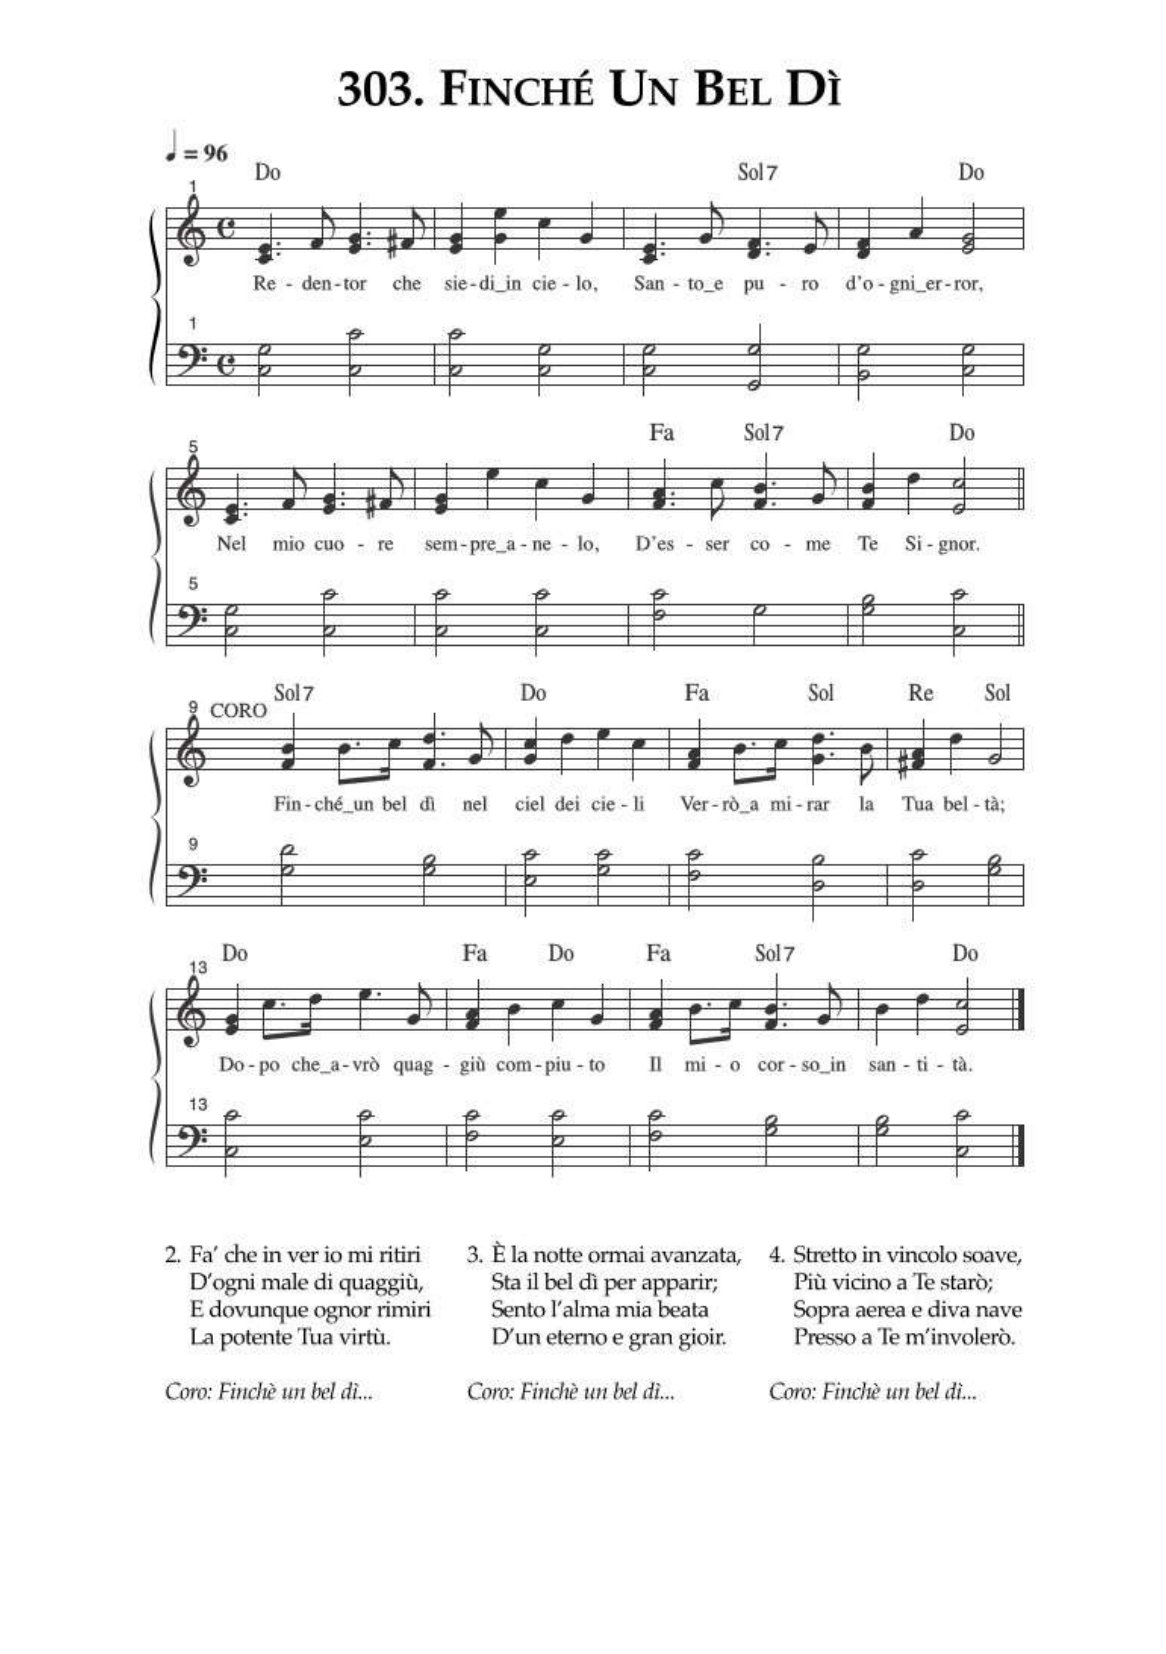 303. Finché Un Bel Dì
= 96
Do Sol7 Do
1
Re - den - tor che sie - di_in cie - lo, San - to_e pu - ro d'o - gni_er - ror,
1
Fa Sol7 Do
5
Nel mio cuo - re sem - pre_a - ne - lo, D'es - ser co - me Te Si - gnor.
5
Sol7 Do Fa Sol Re Sol
9 CORO
Fin - ché_un bel dì nel ciel dei cie - li Ver - rò_a mi - rar la Tua bel - tà;
9
Do Fa Do Fa Sol7 Do
13
Do - po che_a - vrò quag - giù com - piu - to Il mi - o cor - so_in san - ti - tà.
13
2. Fa' che in ver io mi ritiri
D'ogni male di quaggiù,
E dovunque ognor rimiri
La potente Tua virtù.
Coro: Finchè un bel dì...
3. È la notte ormai avanzata,
Sta il bel dì per apparir;
Sento l'alma mia beata
D'un eterno e gran gioir.
Coro: Finchè un bel dì...
4. Stretto in vincolo soave,
Più vicino a Te starò;
Sopra aerea e diva nave
Presso a Te m'involerò.
Coro: Finchè un bel dì...